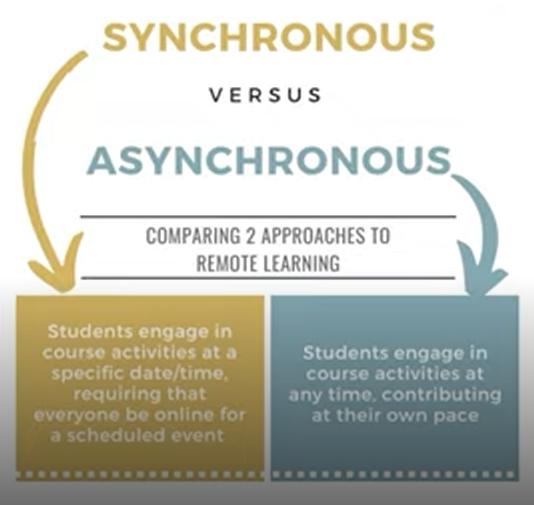 SYNCHRONOUS
VERSUS
ASYNCHRONOUS
COMPARING 2 APPROACHES TO
REMOTE LEARNING
Students engage in
course activities at a
specific date/time,
requiring that
everyone be online for
a scheduled event
Students engage in
course activities at
any time, contributing
at their own pace